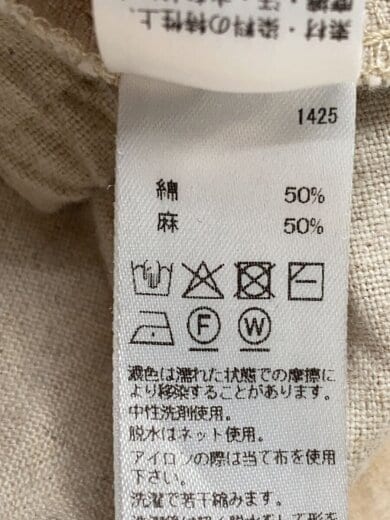 素材・染料の特性上、
1425
綿 50%
麻 50%
F W
濃色は濡れた状態での摩擦に
より移染することがあります。
中性洗剤使用。
脱水はネット使用。
アイロンの際は当て布を使用
下さい。
洗濯で若干縮みます。